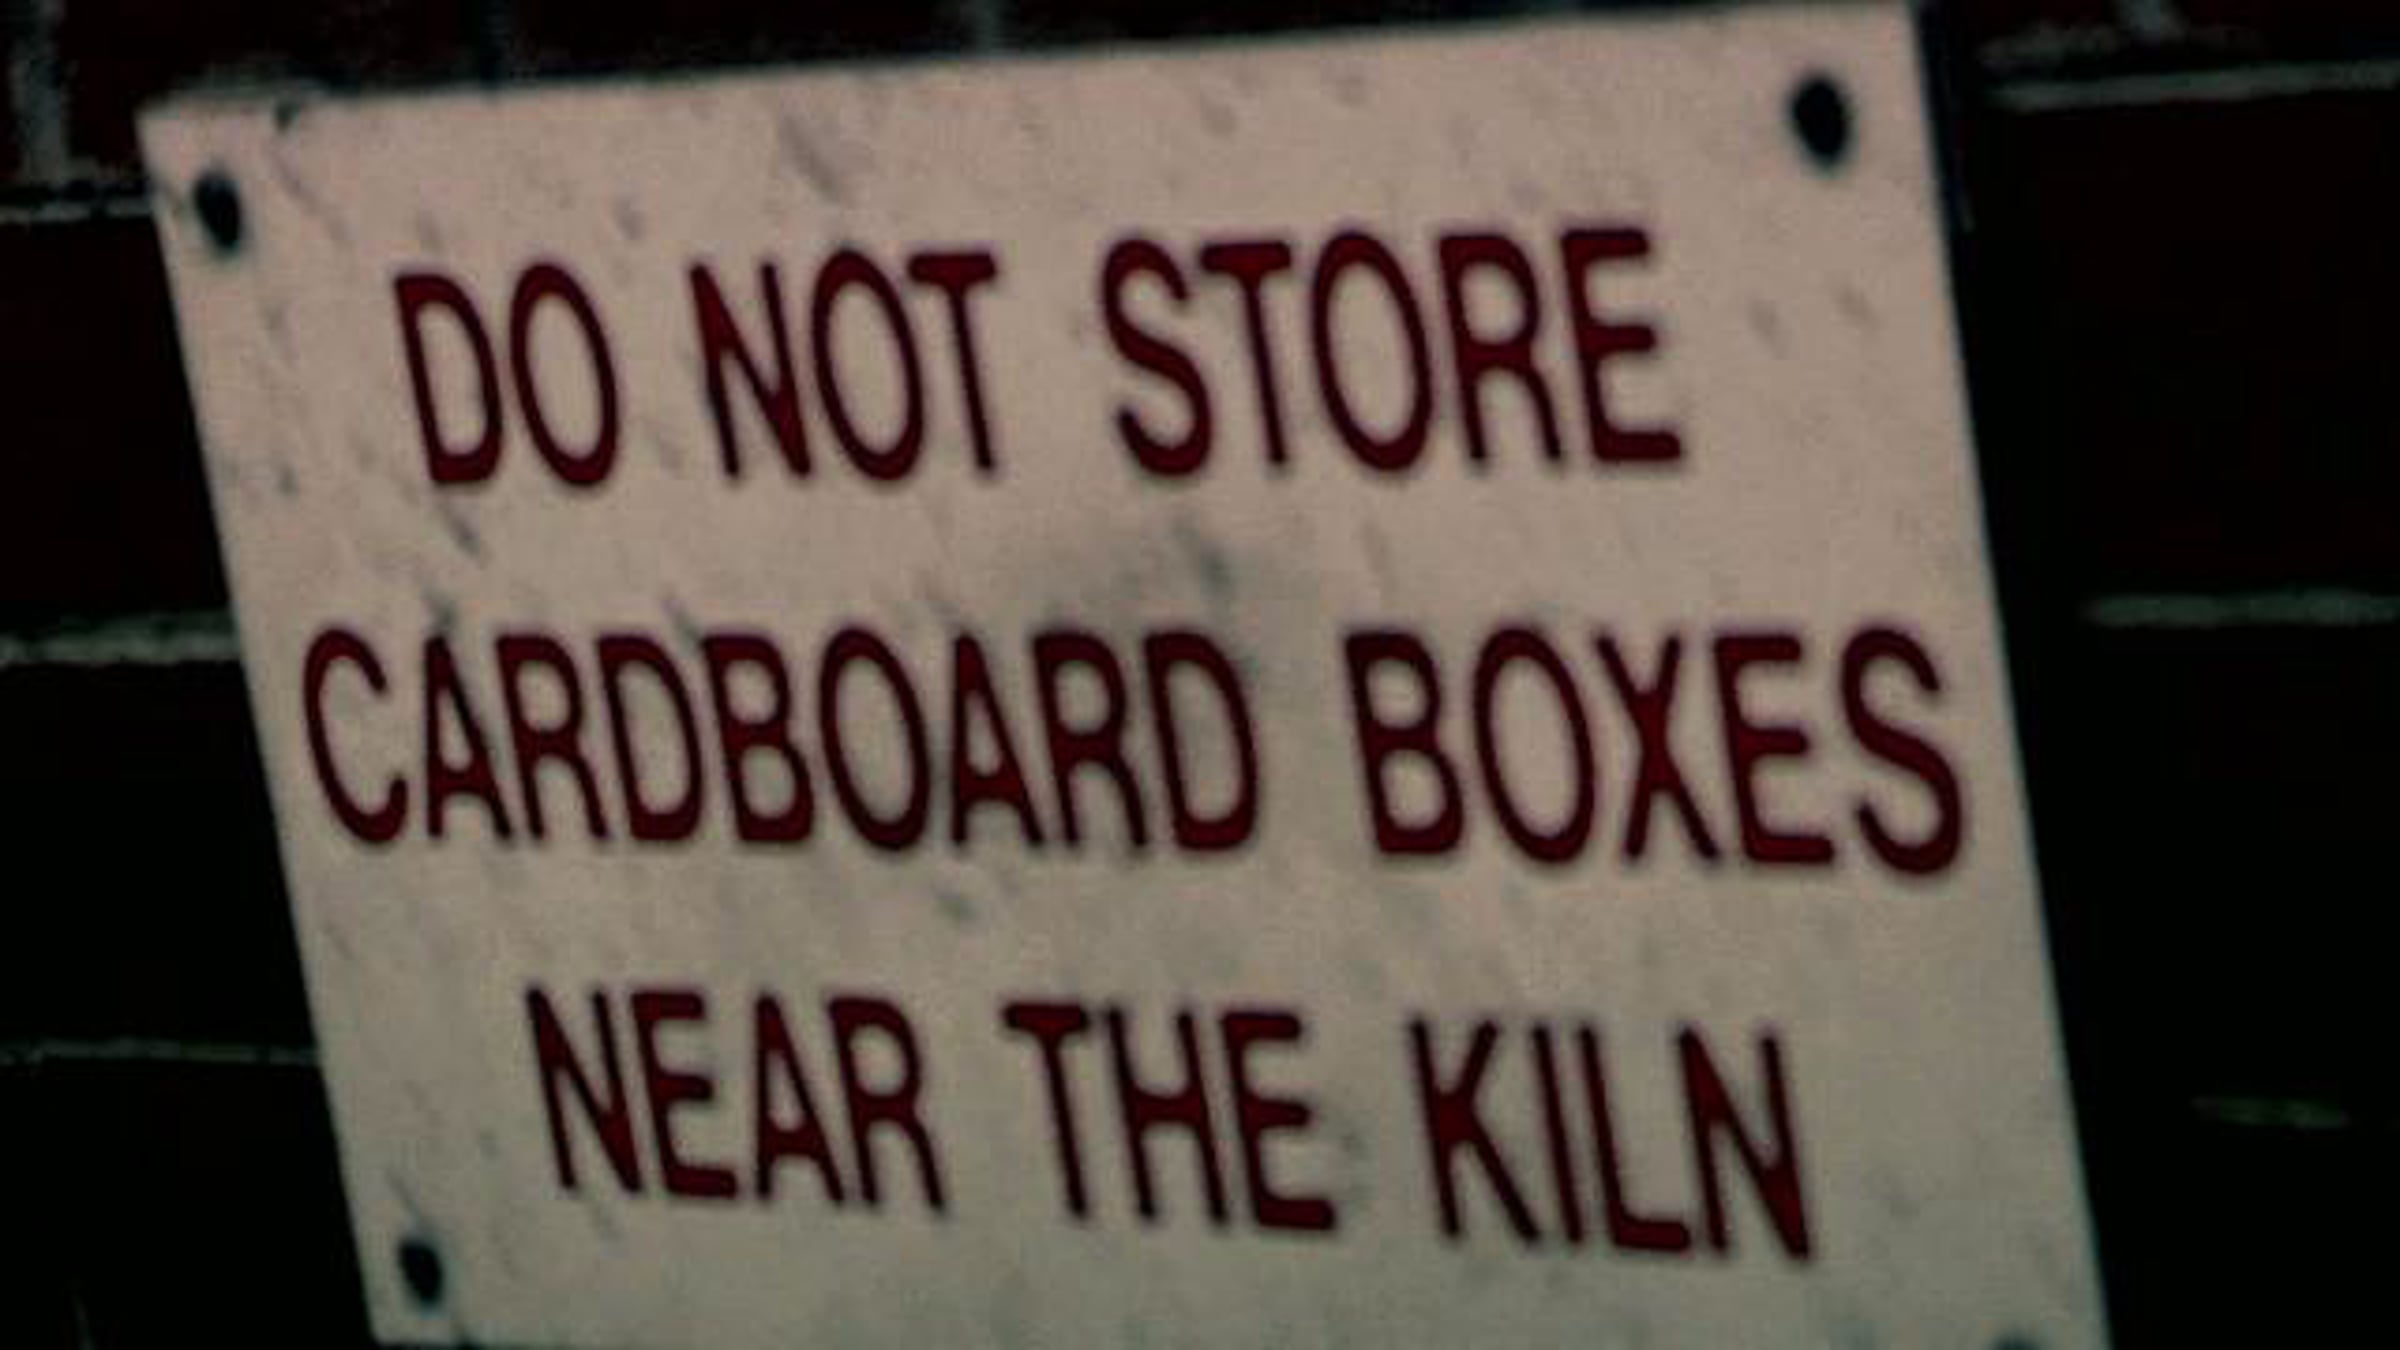 DO NOT STORE
CARDBOARD BOXES
NEAR THE KILN